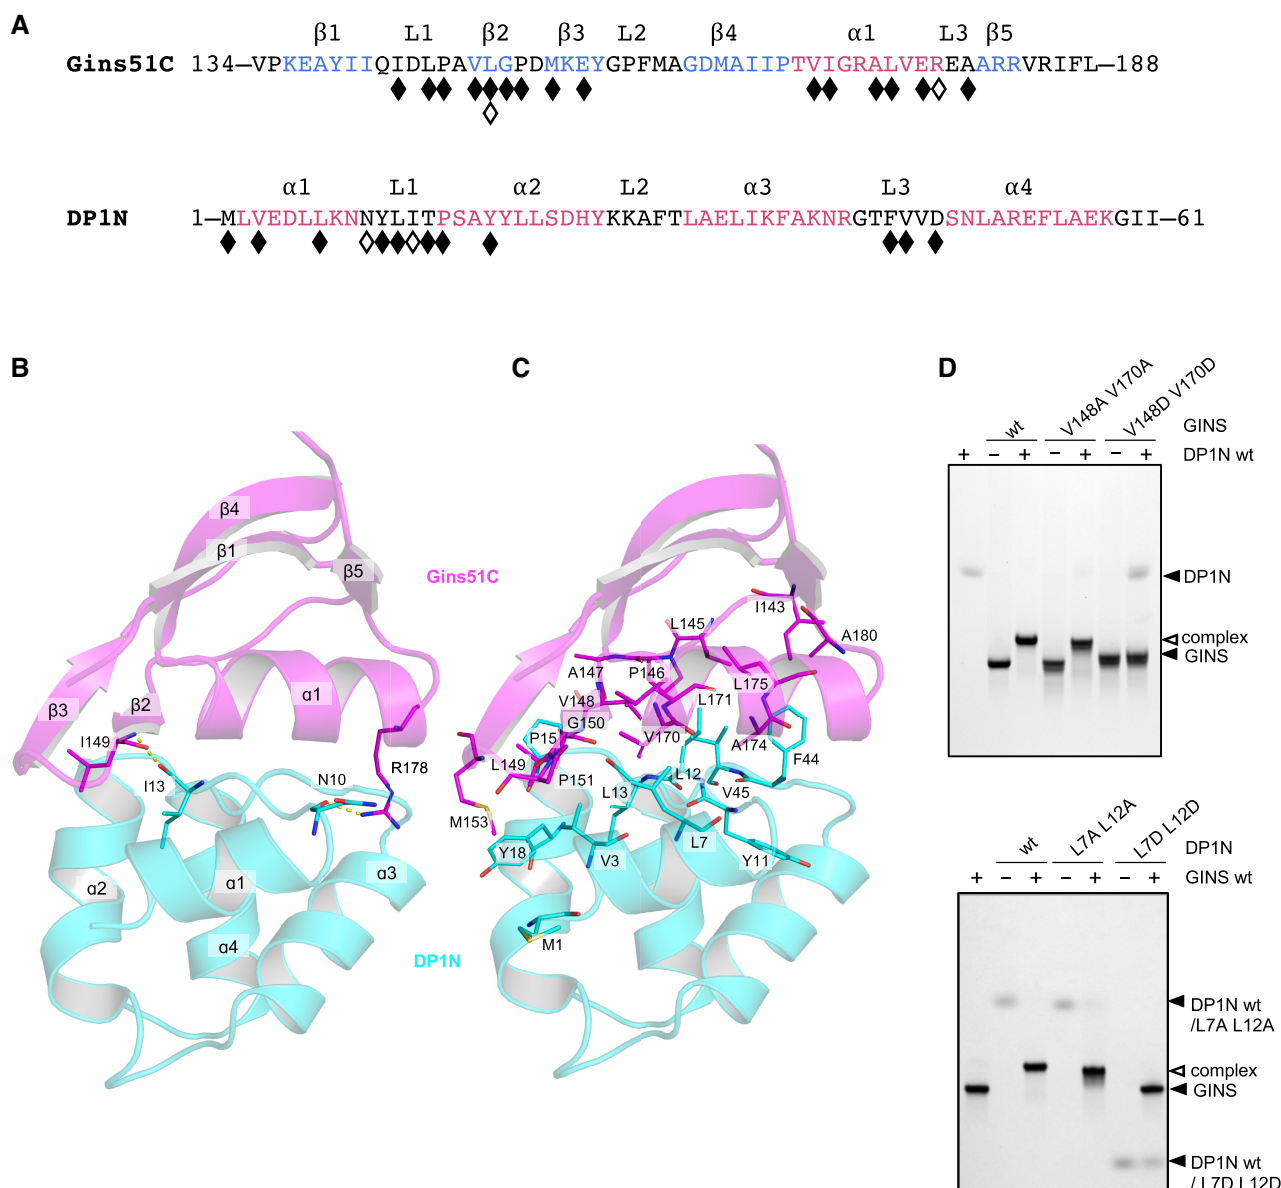 A
β1 L1 β2 β3 L2 β4 α1 L3 β5
Gins51C 134—VPKEAYIIQIDLPAVLGPDMKEYGPFMAGDMAIIPTVIGRALVEREAARRVRIFL—188
α1 L1 α2 L2 α3 L3 α4
DP1N 1—MLVEDLLKNNYLITPSAYYLLSDHYKKAFTLAELIKFAKNRGTFVVDSNLAREFLAEKGII—61
B
β4
β1
β5
Gins51C
α1
β2
β3
I149
I13
N10
R178
α2
α1
α3
α4
DP1N
C
I143
L145
A180
A147
P146
L175
V148
L171
G150
P15
V170
A174
F44
L149
P151
L12
L13
V45
M153
L7
Y18
V3
Y11
M1
D
wt V148A V170A V148D V170D GINS
+ − + − + − + DP1N wt
DP1N
complex
GINS
wt L7A L12A L7D L12D DP1N
+ − + − + − + GINS wt
DP1N wt
/L7A L12A
complex
GINS
DP1N wt
/ L7D L12D